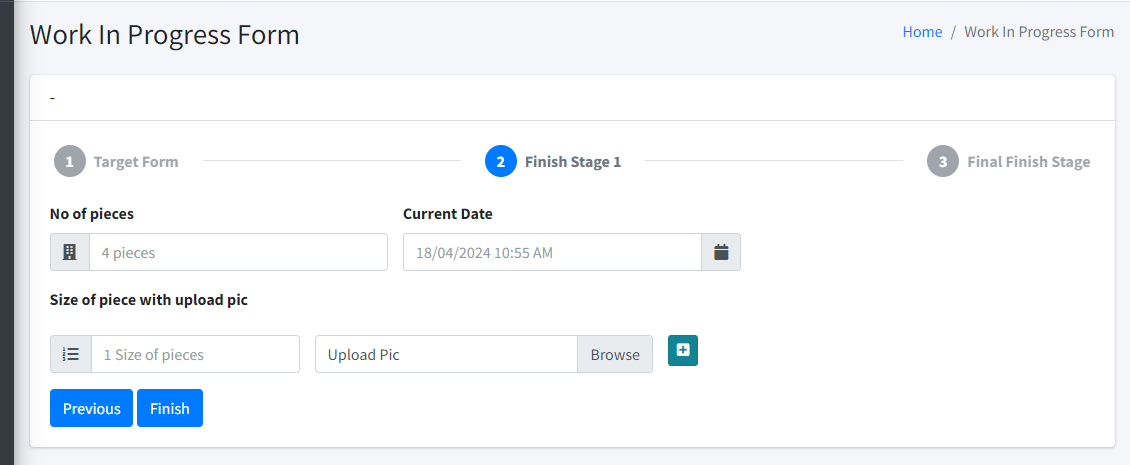 Work In Progress Form
Home / Work In Progress Form
-
1 Target Form 2 Finish Stage 1 3 Final Finish Stage
No of pieces Current Date
4 pieces 18/04/2024 10:55 AM
Size of piece with upload pic
1 Size of pieces Upload Pic Browse
Previous Finish